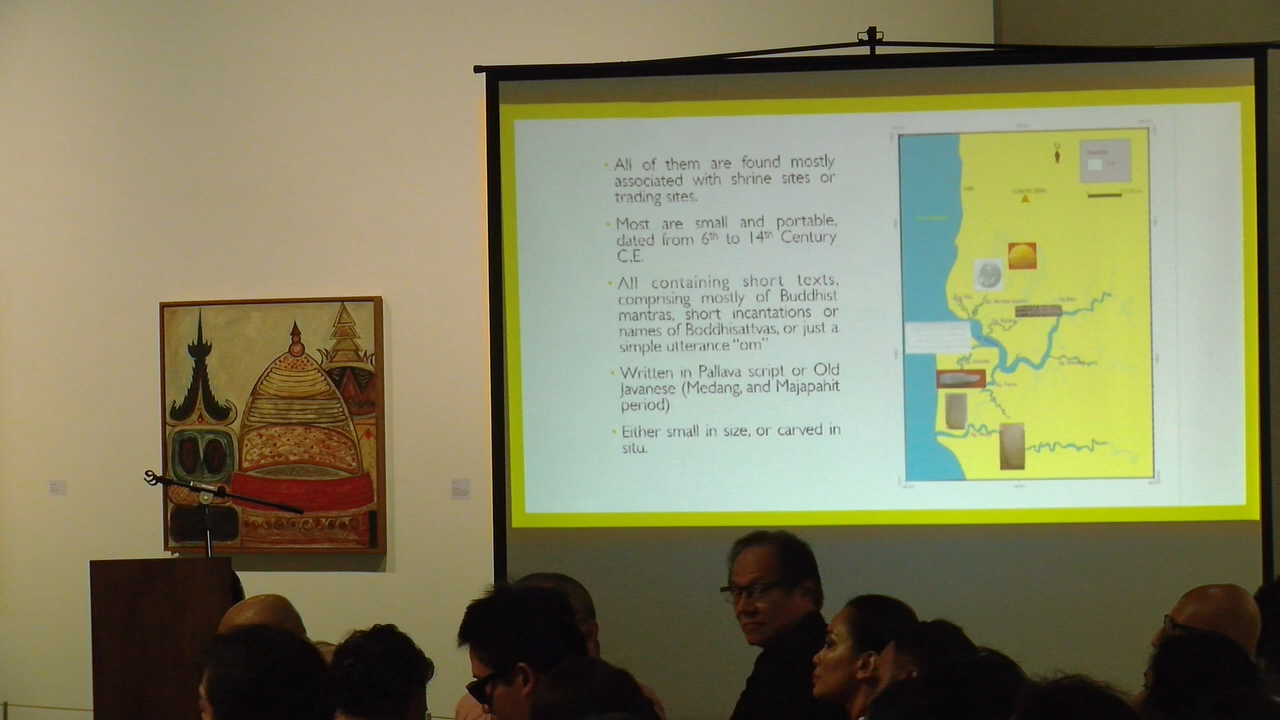 All of them are found mostly
associated with shrine sites or
trading sites.
Most are small and portable,
dated from 6th to 14th Century
C.E.
All containing short texts,
comprising mostly of Buddhist
mantras, short incantations or
names of Boddhisattvas, or just a
simple utterance "om"
Written in Pallava script or Old
Javanese (Medang, and Majapahit
period)
Either small in size, or carved in
situ.